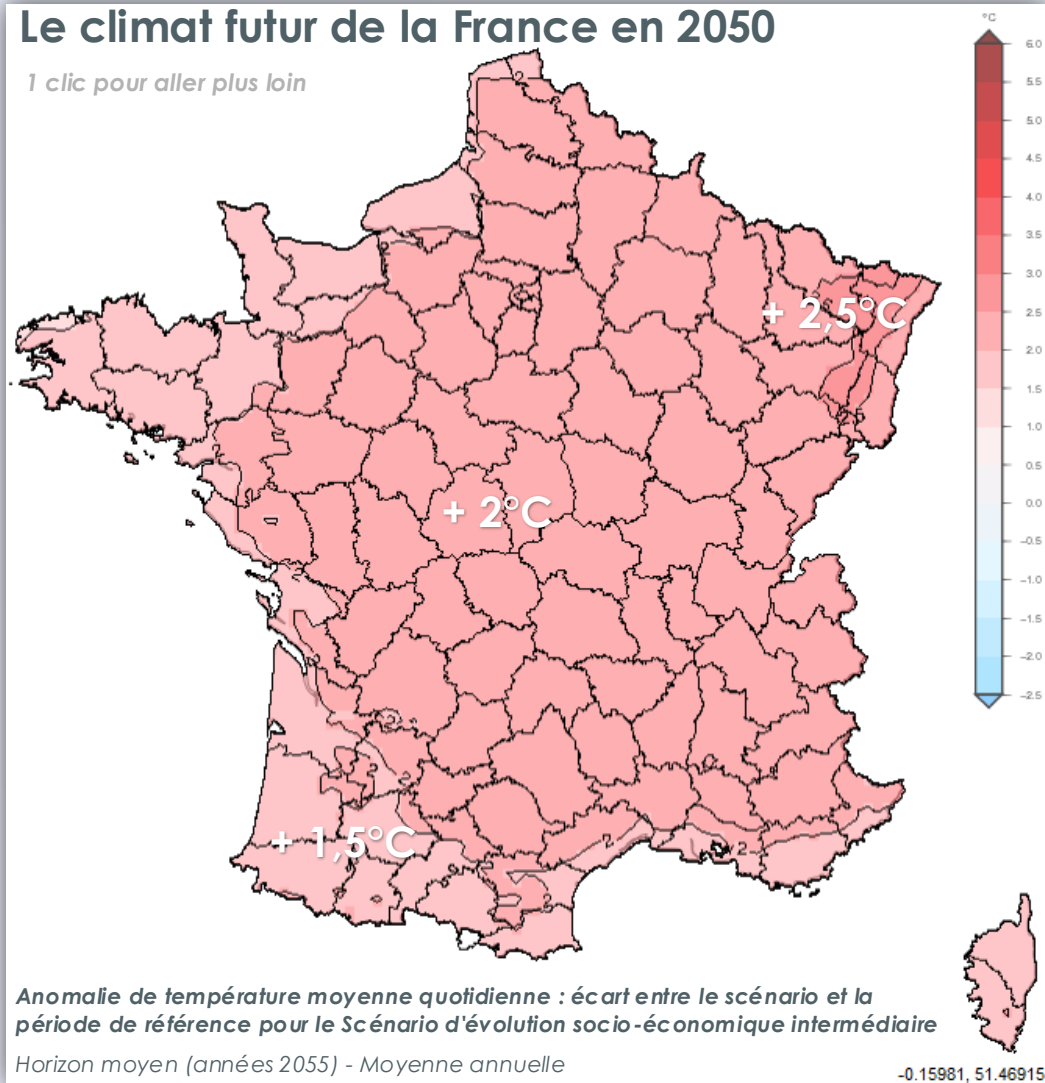 Le climat futur de la France en 2050
1 clic pour aller plus loin
°C
6.0
5.5
5.0
4.5
4.0
3.5
3.0
2.5
2.0
1.5
1.0
0.5
0.0
-0.5
-1.0
-1.5
-2.0
-2.5
+ 2,5°C
+ 2°C
+ 1,5°C
Anomalie de température moyenne quotidienne : écart entre le scénario et la
période de référence pour le Scénario d'évolution socio-économique intermédiaire
Horizon moyen (années 2055) - Moyenne annuelle
-0.15981, 51.46915